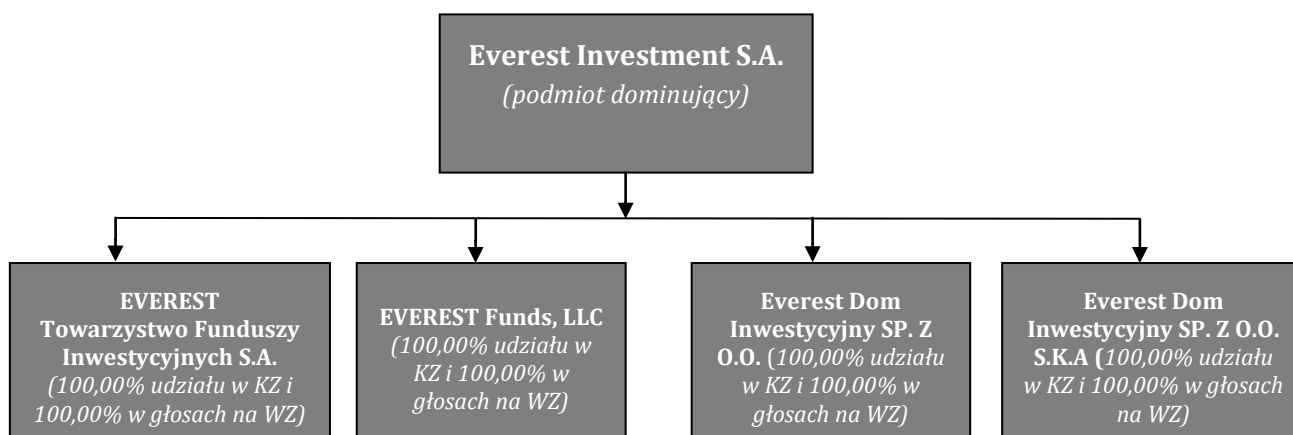 Everest Investment S.A.
(podmiot dominujący)
EVEREST
Towarzystwo Funduszy
Inwestycyjnych S.A.
(100,00% udziału w KZ i
100,00% w głosach na WZ)
EVEREST Funds, LLC
(100,00% udziału w
KZ i 100,00% w
głosach na WZ)
Everest Dom
Inwestycyjny SP. Z
O.O. (100,00% udziału
w KZ i 100,00% w
głosach na WZ)
Everest Dom
Inwestycyjny SP. Z O.O.
S.K.A (100,00% udziału
w KZ i 100,00% w głosach
na WZ)